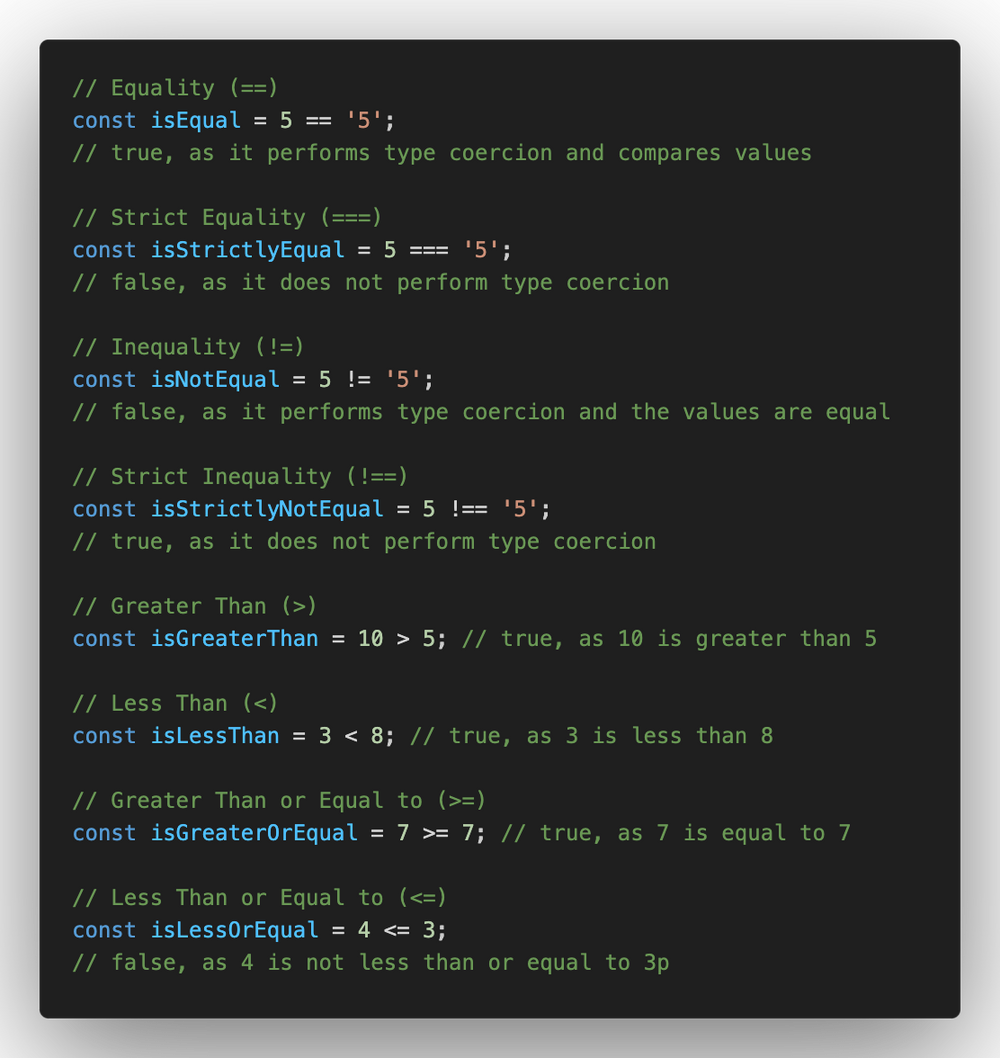 // Equality (==)
const isEqual = 5 == '5';
// true, as it performs type coercion and compares values
// Strict Equality (===)
const isStrictlyEqual = 5 === '5';
// false, as it does not perform type coercion
// Inequality (!=)
const isNotEqual = 5 != '5';
// false, as it performs type coercion and the values are equal
// Strict Inequality (!==)
const isStrictlyNotEqual = 5 !== '5';
// true, as it does not perform type coercion
// Greater Than (>)
const isGreaterThan = 10 > 5; // true, as 10 is greater than 5
// Less Than (<)
const isLessThan = 3 < 8; // true, as 3 is less than 8
// Greater Than or Equal to (>=)
const isGreaterOrEqual = 7 >= 7; // true, as 7 is equal to 7
// Less Than or Equal to (<=)
const isLessOrEqual = 4 <= 3;
// false, as 4 is not less than or equal to 3p